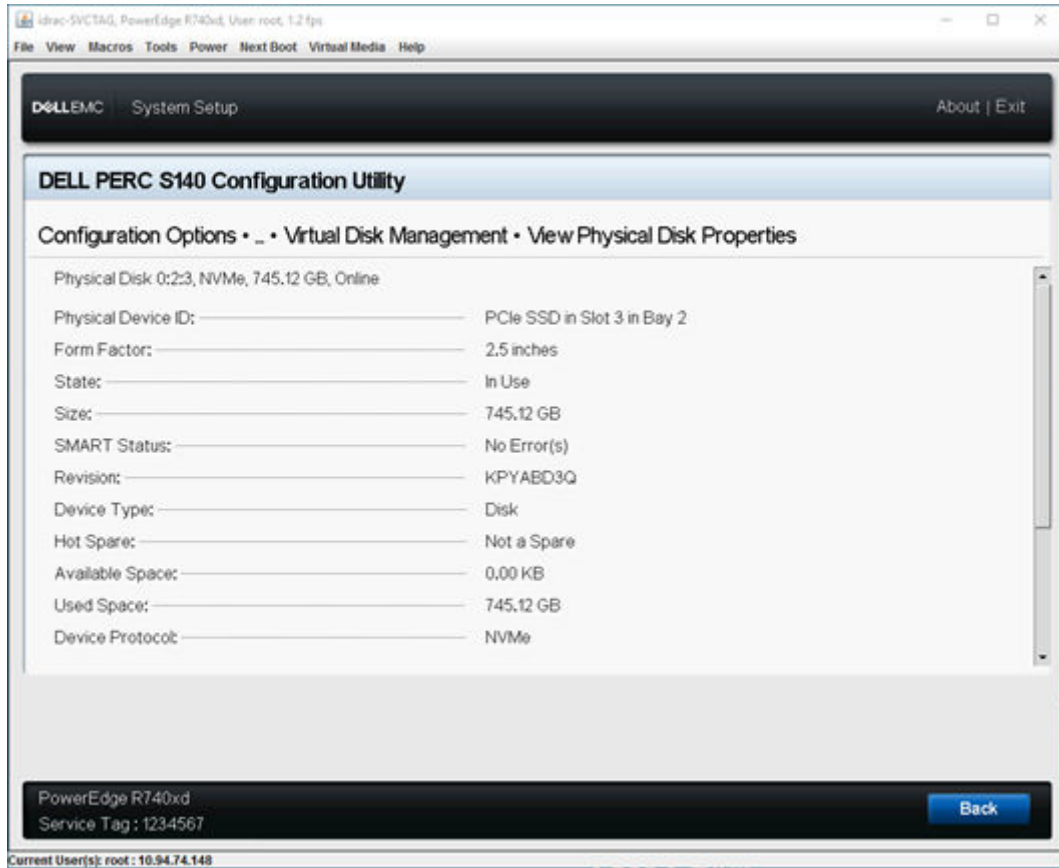 idrac-SVCTAG, PowerEdge R740xd, User: root, 1.2 fps
File View Macros Tools Power Next Boot Virtual Media Help
DELLEMC System Setup About | Exit
DELL PERC S140 Configuration Utility
Configuration Options • .. • Virtual Disk Management • View Physical Disk Properties
Physical Disk 0:2:3, NVMe, 745.12 GB, Online
Physical Device ID: PCIe SSD in Slot 3 in Bay 2
Form Factor: 2.5 inches
State: In Use
Size: 745.12 GB
SMART Status: No Error(s)
Revision: KPYABD3Q
Device Type: Disk
Hot Spare: Not a Spare
Available Space: 0.00 KB
Used Space: 745.12 GB
Device Protocol: NVMe
PowerEdge R740xd
Service Tag : 1234567 Back
Current User(s): root : 10.94.74.148